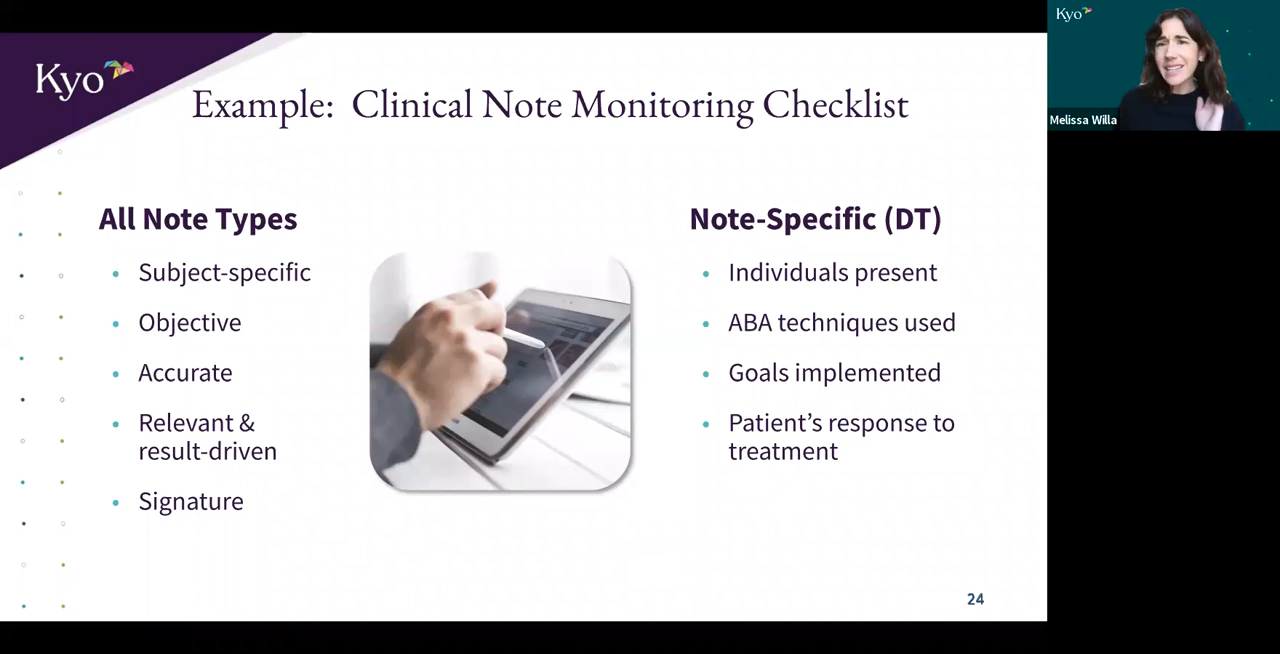 Kyo
Example: Clinical Note Monitoring Checklist
All Note Types
• Subject-specific
• Objective
• Accurate
• Relevant &
result-driven
• Signature
Note-Specific (DT)
• Individuals present
• ABA techniques used
• Goals implemented
• Patient’s response to
treatment
24
Kyo
Melissa Willa